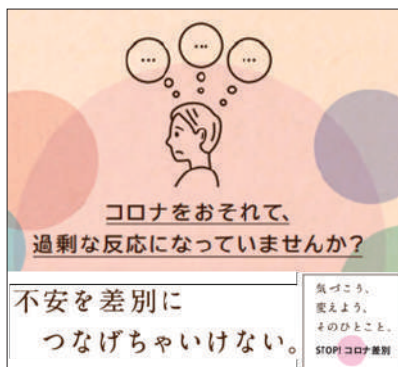 コロナをおそれて、
過剰な反応になっていませんか？
不安を差別に
つなげちゃいけない。
気づこう、
変えよう、
そのひとこと。
STOP! コロナ差別